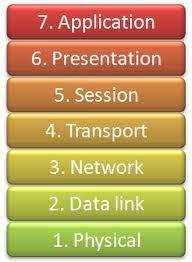 7. Application
6. Presentation
5. Session
4. Transport
3. Network
2. Data link
1. Physical